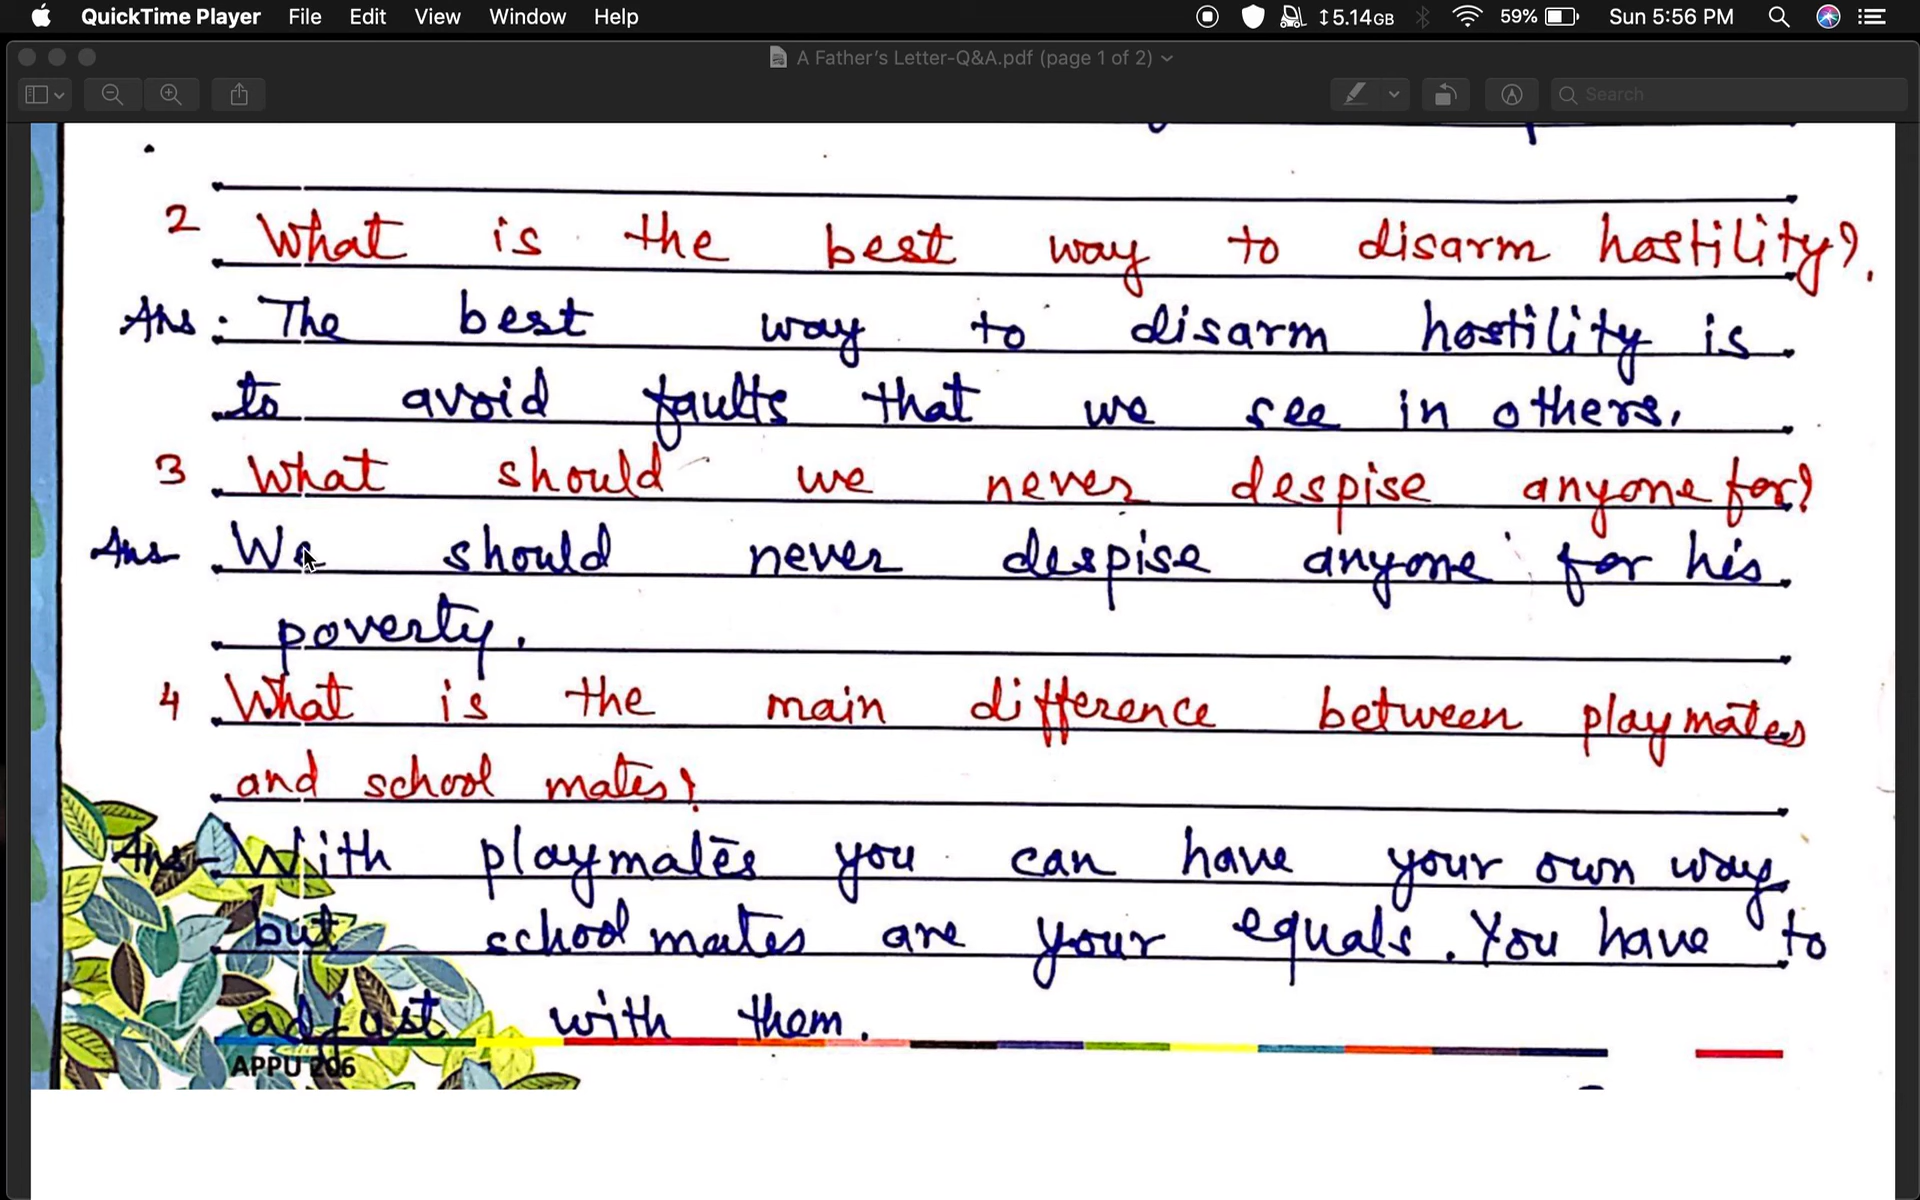 QuickTime Player File Edit View Window Help 5.14GB 59% Sun 5:56 PM
A Father's Letter-Q&A.pdf (page 1 of 2)
Search
2 What is the best way to disarm hostility?
Ans: The best way to disarm hostility is
to avoid faults that we see in others.
3 What should we never despise anyone for?
Ans We should never despise anyone for his
poverty.
4 What is the main difference between playmates
and school mates?
Ans- With playmates you can have your own way
but school mates are your equals. You have to
adjust with them.
APPU 206